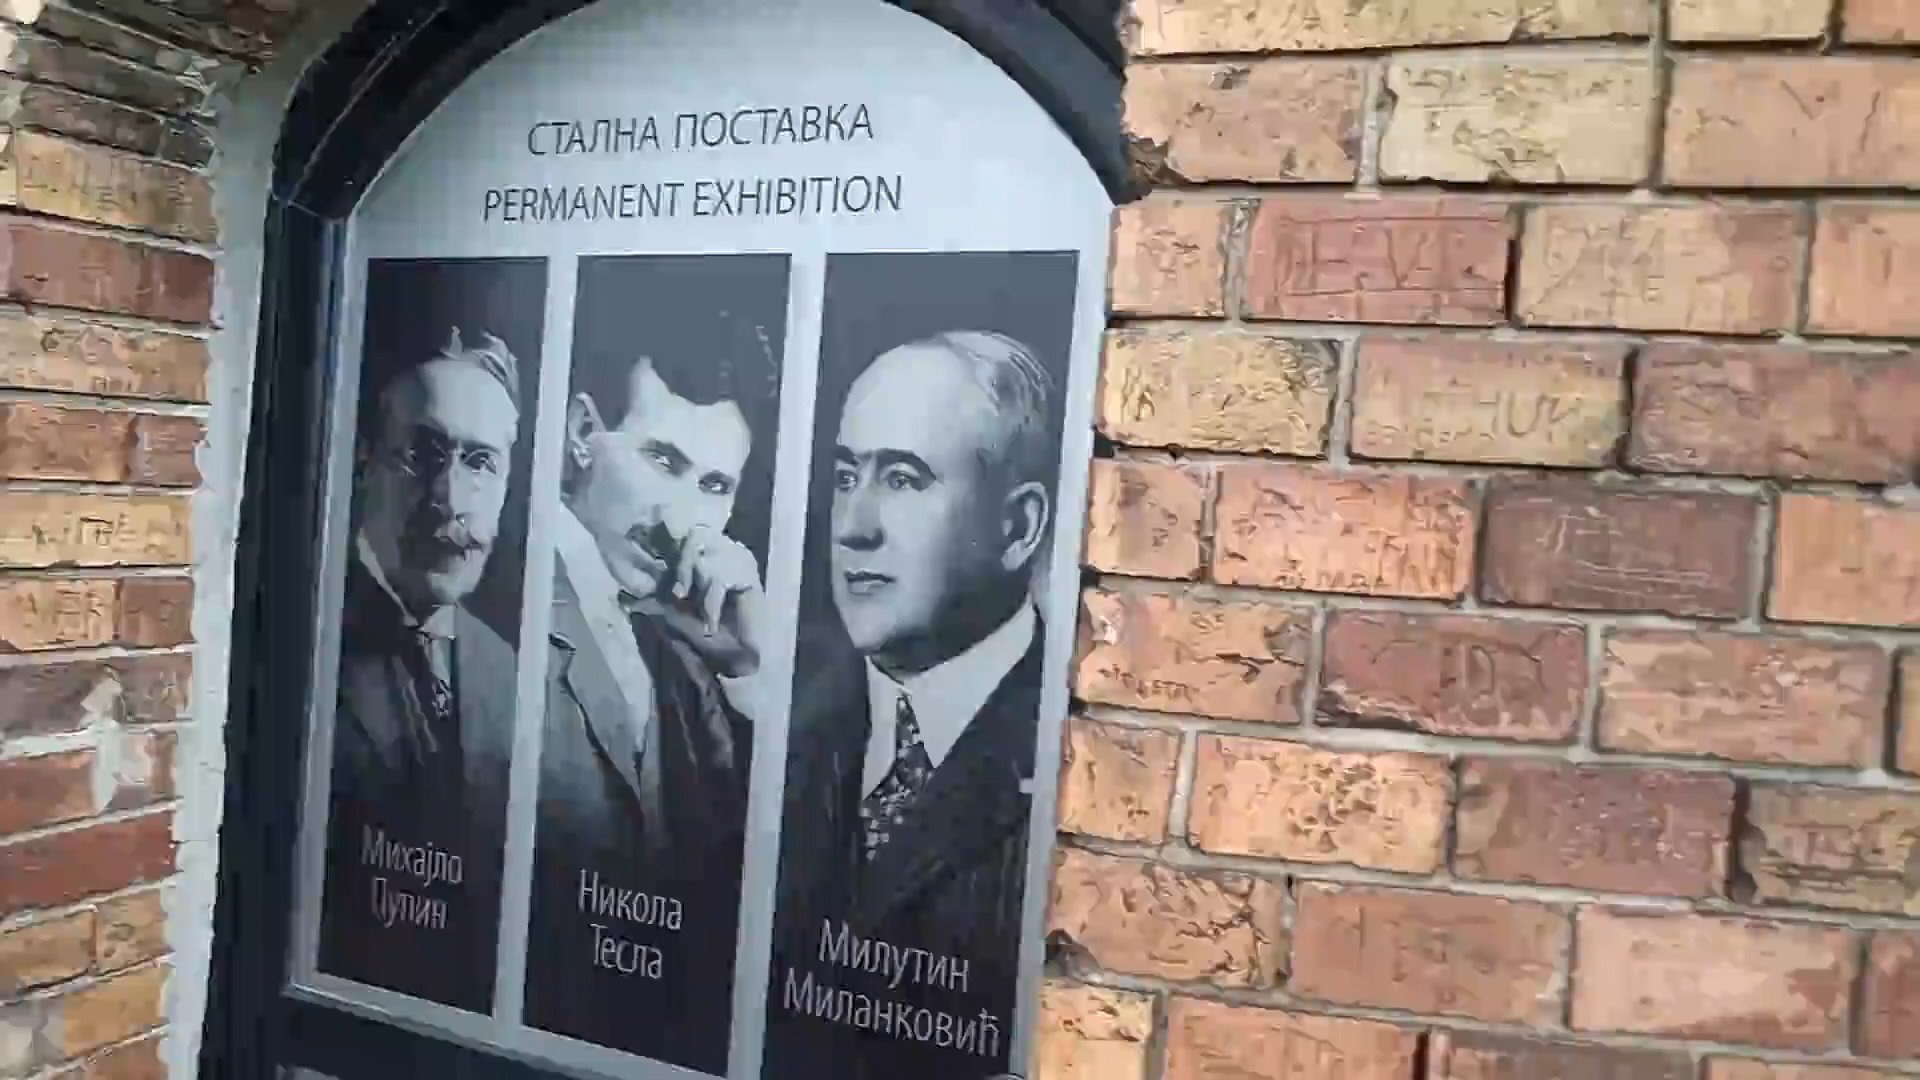 СТАЛНА ПОСТАВКА
PERMANENT EXHIBITION
Михајло
Пупин
Никола
Тесла
Милутин
Миланковић